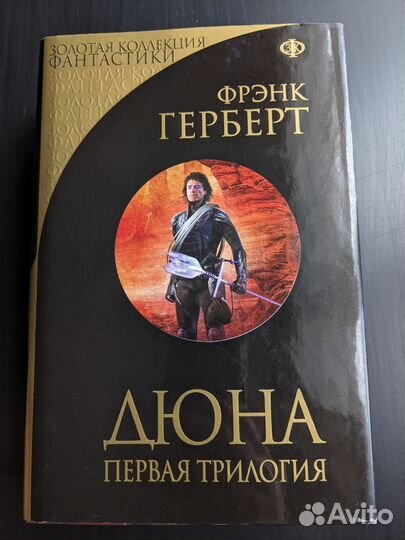 ЗОЛОТАЯ КОЛЛЕКЦИЯ
ФАНТАСТИКИ
ФРЭНК
ГЕРБЕРТ
ДЮНА
ПЕРВАЯ ТРИЛОГИЯ
Avito